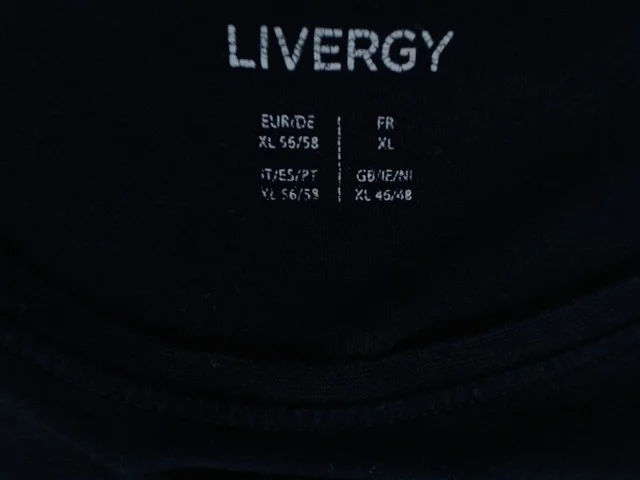 LIVERGY
EUR/DE | FR
XL 56/58 | XL
IT/ES/PT | GB/IE/NI
XL 56/58 | XL 46/48